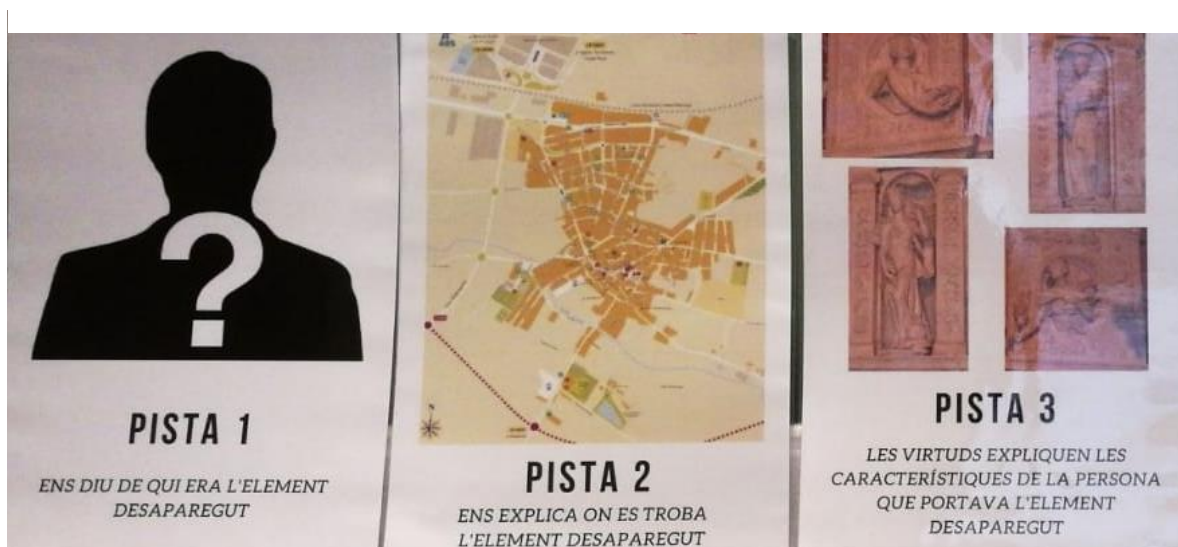 PISTA 1
ENS DIU DE QUI ERA L'ELEMENT
DESAPAREGUT
PISTA 2
ENS EXPLICA ON ES TROBA
L'ELEMENT DESAPAREGUT
PISTA 3
LES VIRTUDS EXPLIQUEN LES
CARACTERÍSTIQUES DE LA PERSONA
QUE PORTAVA L'ELEMENT
DESAPAREGUT